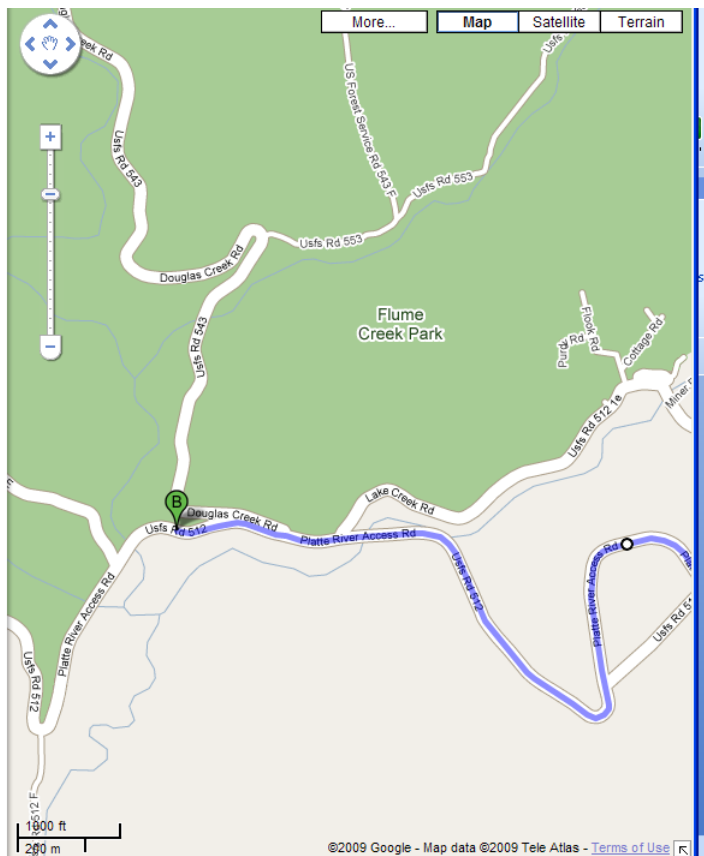 More...
Map
Satellite
Terrain
Creek Rd
Usfs Rd 543
US Forest Service Rd 543 F
Usfs Rd 553
Usfs Rd 553
Douglas Creek Rd
Usfs Rd 543
Flume
Creek Park
Flook Rd
Purdy Rd
Cottage Rd
Miner
Usfs Rd 512 1e
Lake Creek Rd
B
Douglas Creek Rd
Usfs Rd 512
Platte River Access Rd
Usfs Rd 512
Platte River Access Rd
Usfs Rd 51
Platte River Access Rd
Usfs Rd 512
512 F
1000 ft
200 m
©2009 Google - Map data ©2009 Tele Atlas - Terms of Use